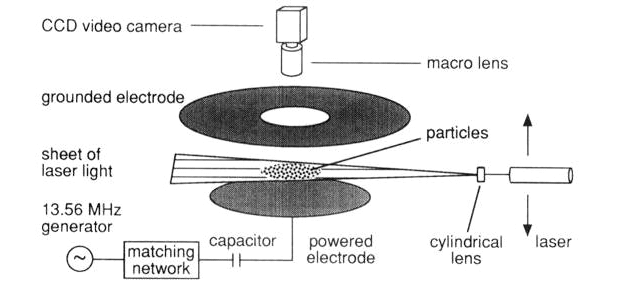 CCD video camera
macro lens
grounded electrode
particles
sheet of
laser light
13.56 MHz
generator
matching
network
capacitor
powered
electrode
cylindrical
lens
laser
~